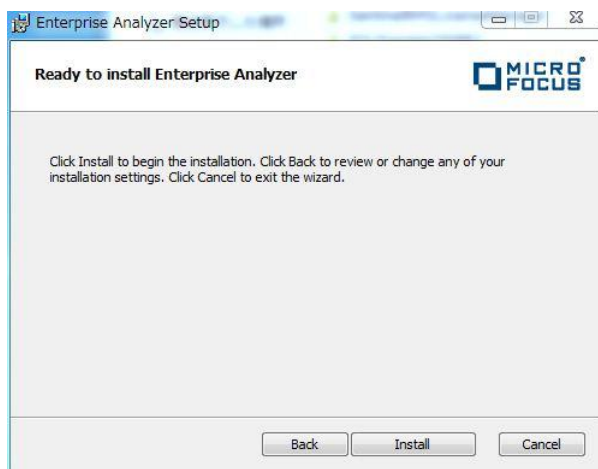 Enterprise Analyzer Setup
Ready to install Enterprise Analyzer
MICRO
FOCUS
Click Install to begin the installation. Click Back to review or change any of your
installation settings. Click Cancel to exit the wizard.
Back
Install
Cancel